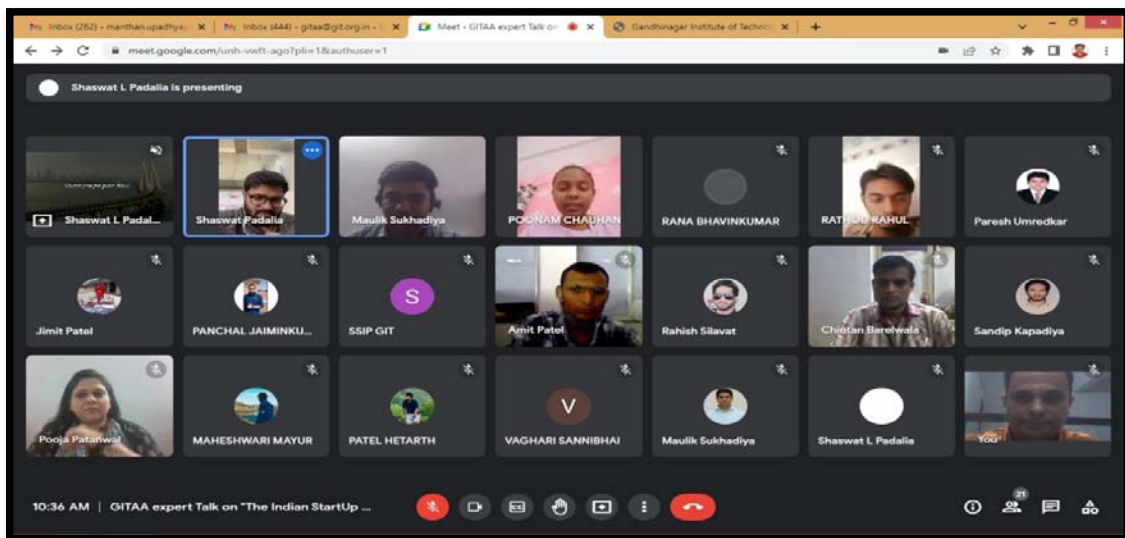 Inbox (262) - manthan.upadhyay
Inbox (444) - gitaa@git.org.in -
Meet - GITAA expert Talk on
Gandhinagar Institute of Technol
meet.google.com/unh-vwft-ago?pli=1&authuser=1
Shaswat L Padalia is presenting
Shaswat L Padal...
Shaswat Padalia
Maulik Sukhadiya
POONAM CHAUHAN
RANA BHAVINKUMAR
RATHOD RAHUL
Paresh Umredkar
Jimit Patel
PANCHAL JAIMINKU...
S
SSIP GIT
Amit Patel
Rahish Silavat
Chintan Barelwala
Sandip Kapadiya
Pooja Patanwal
MAHESHWARI MAYUR
PATEL HETARTH
V
VAGHARI SANNIBHAI
Maulik Sukhadiya
Shaswat L Padalia
You
10:36 AM | GITAA expert Talk on "The Indian StartUp ...
21